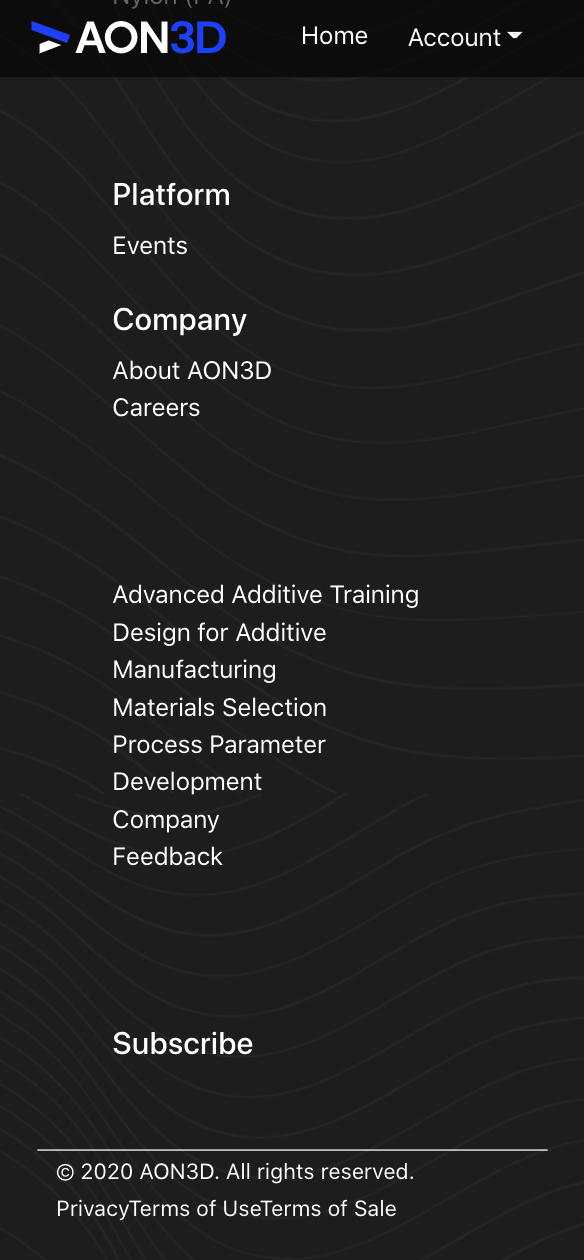 Nylon (PA)
AON3D
Home
Account
Platform
Events
Company
About AON3D
Careers
Advanced Additive Training
Design for Additive
Manufacturing
Materials Selection
Process Parameter
Development
Company
Feedback
Subscribe
© 2020 AON3D. All rights reserved.
PrivacyTerms of UseTerms of Sale